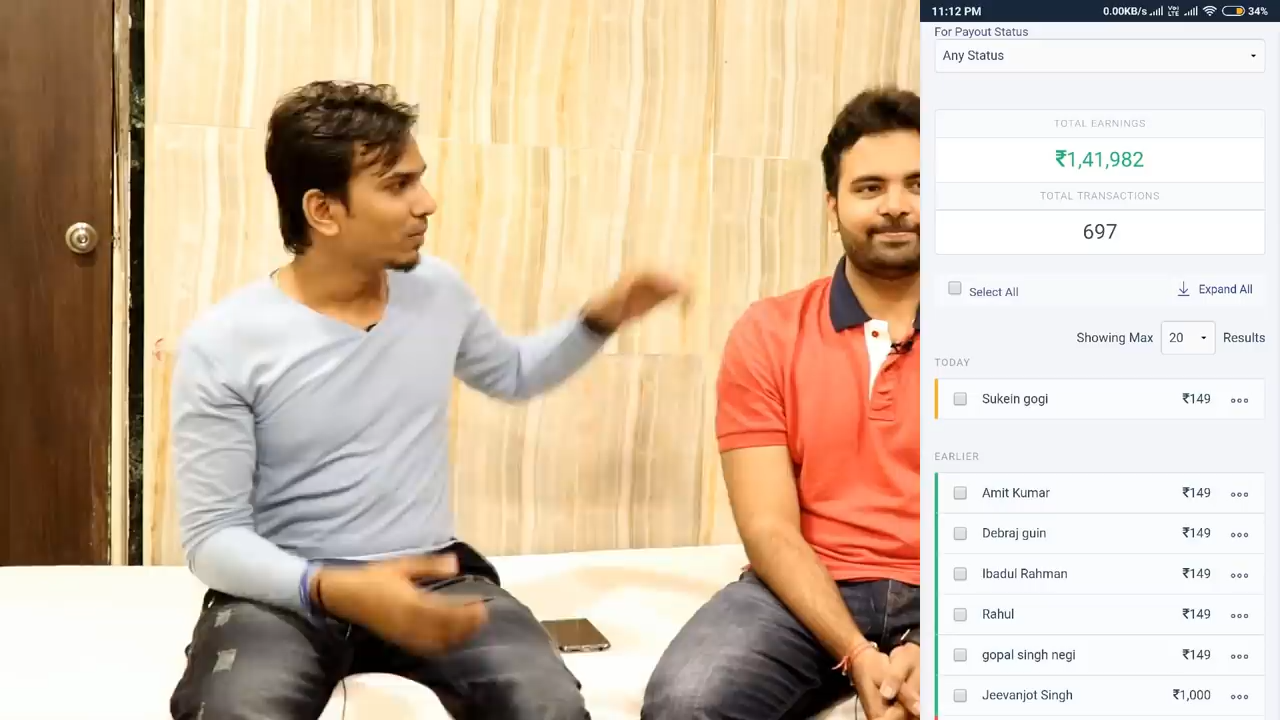 11:12 PM 0.00KB/s VoLTE 34%
For Payout Status
Any Status
TOTAL EARNINGS
₹1,41,982
TOTAL TRANSACTIONS
697
Select All Expand All
Showing Max 20 Results
TODAY
Sukein gogi ₹149
EARLIER
Amit Kumar ₹149
Debraj guin ₹149
Ibadul Rahman ₹149
Rahul ₹149
gopal singh negi ₹149
Jeevanjot Singh ₹1,000